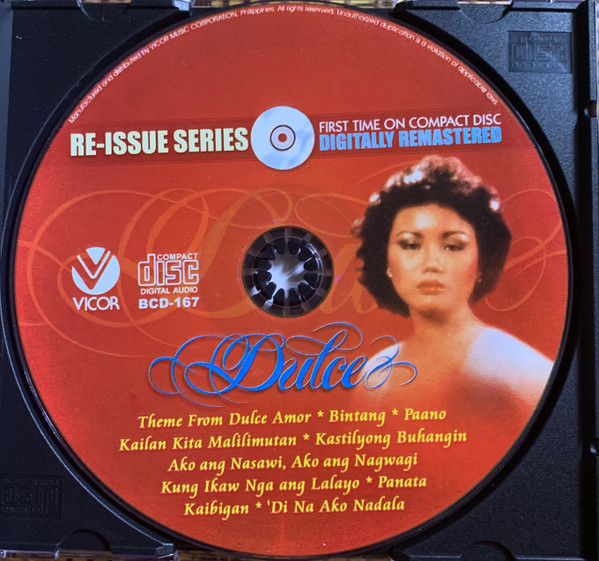 Manufactured and distributed by VICOR MUSIC CORPORATION, Philippines. All rights reserved. Unauthorized duplication is a violation of applicable laws.
RE-ISSUE SERIES
FIRST TIME ON COMPACT DISC
DIGITALLY REMASTERED
Dulce
VICOR
COMPACT
disc
DIGITAL AUDIO
BCD-167
Dulce
Theme From Dulce Amor * Bintang * Paano
Kailan Kita Malilimutan * Kastilyong Buhangin
Ako ang Nasawi, Ako ang Nagwagi
Kung Ikaw Nga ang Lalayo * Panata
Kaibigan * 'Di Na Ako Nadala